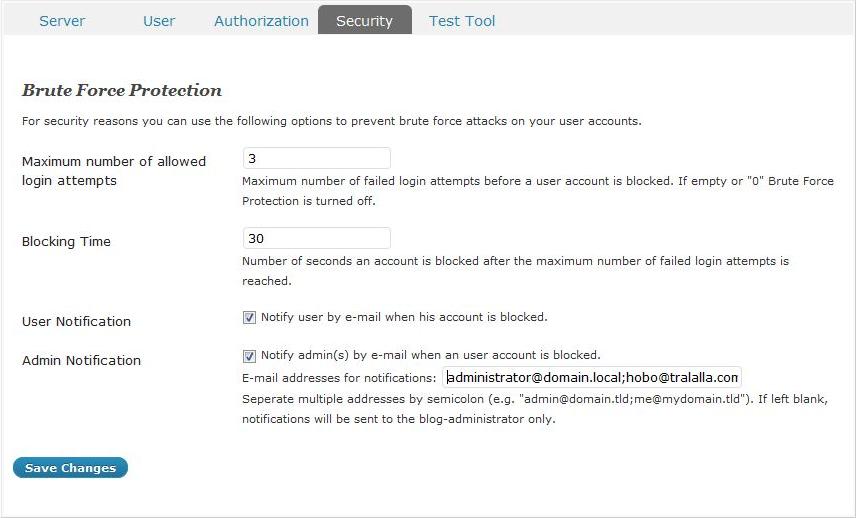 Server User Authorization Security Test Tool
Brute Force Protection
For security reasons you can use the following options to prevent brute force attacks on your user accounts.
Maximum number of allowed
login attempts
3
Maximum number of failed login attempts before a user account is blocked. If empty or "0" Brute Force
Protection is turned off.
Blocking Time
30
Number of seconds an account is blocked after the maximum number of failed login attempts is
reached.
User Notification
Notify user by e-mail when his account is blocked.
Admin Notification
Notify admin(s) by e-mail when an user account is blocked.
E-mail addresses for notifications: administrator@domain.local;hobo@tralalla.com
Seperate multiple addresses by semicolon (e.g. "admin@domain.tld;me@mydomain.tld"). If left blank,
notifications will be sent to the blog-administrator only.
Save Changes